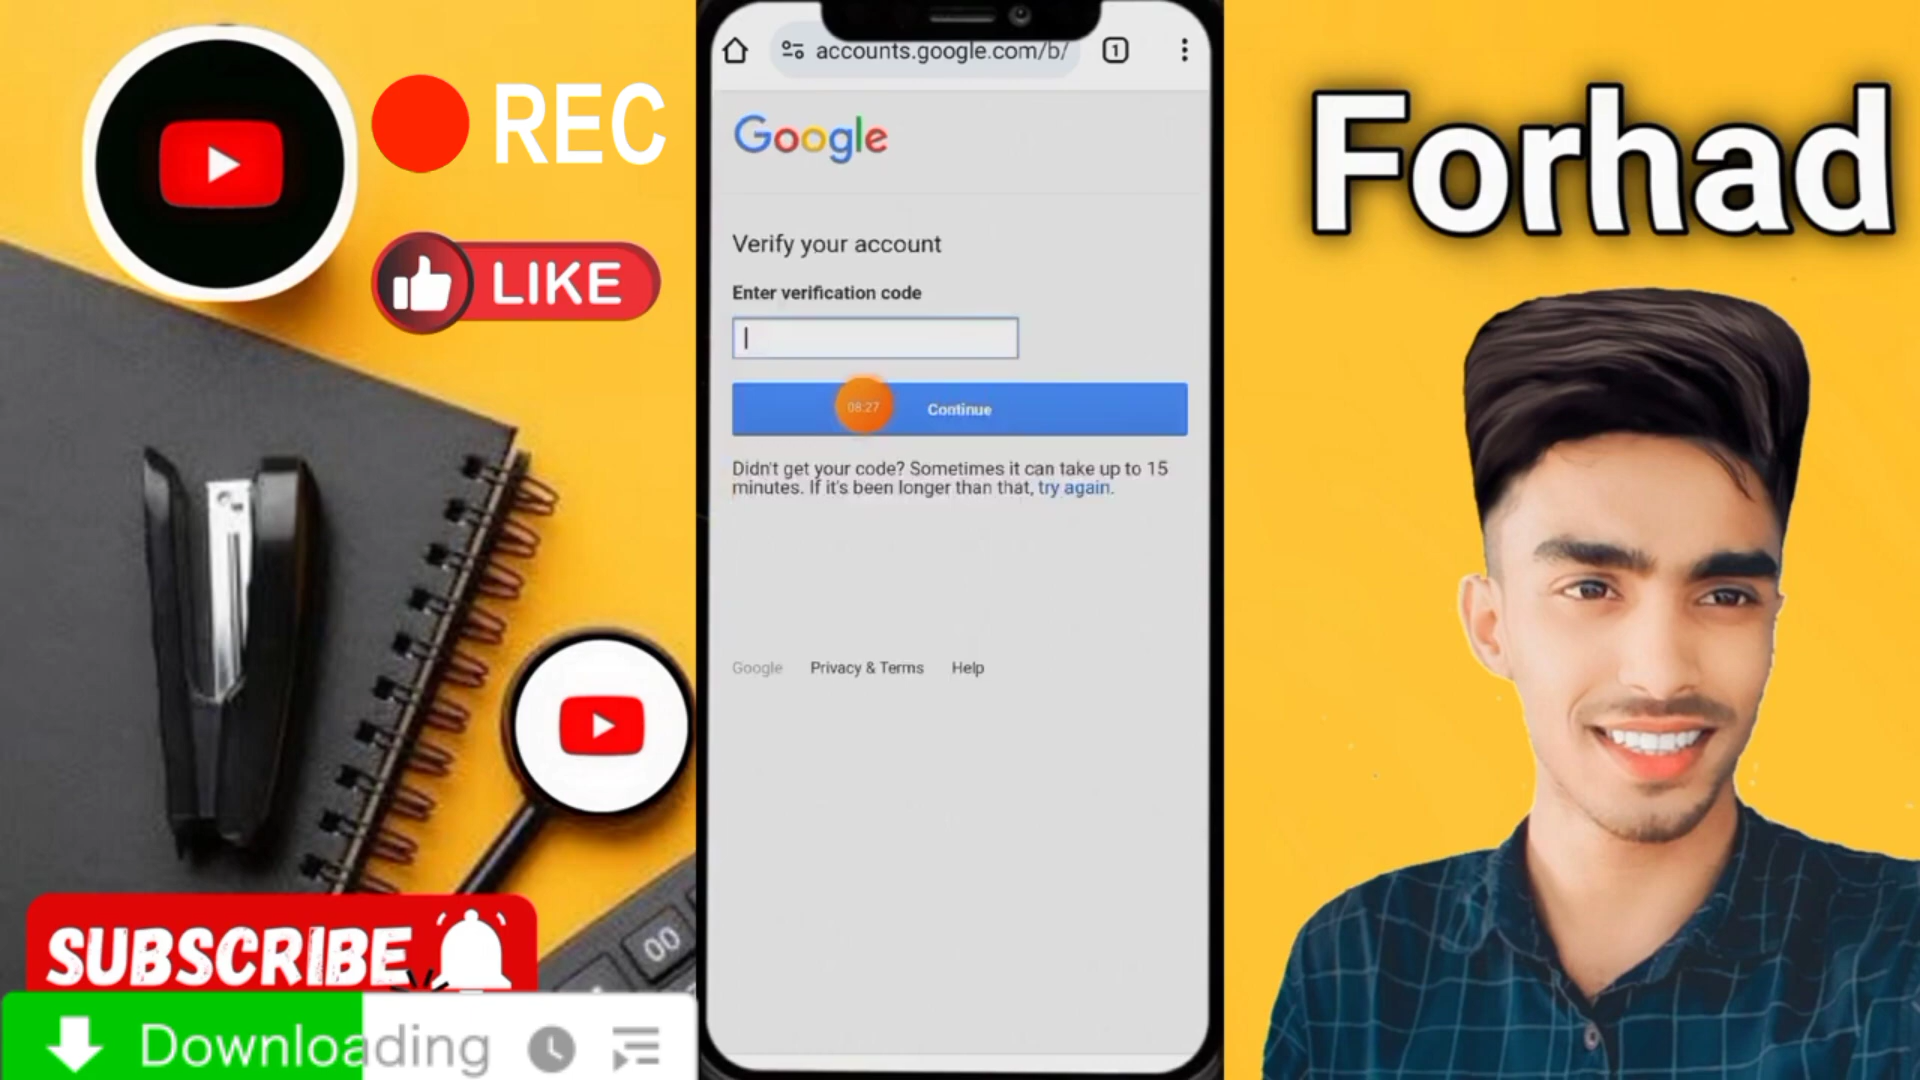 REC
LIKE
SUBSCRIBE
Downloading
00
accounts.google.com/b/
1
Google
Verify your account
Enter verification code
08:27
Continue
Didn't get your code? Sometimes it can take up to 15
minutes. If it's been longer than that, try again.
Google Privacy & Terms Help
Forhad